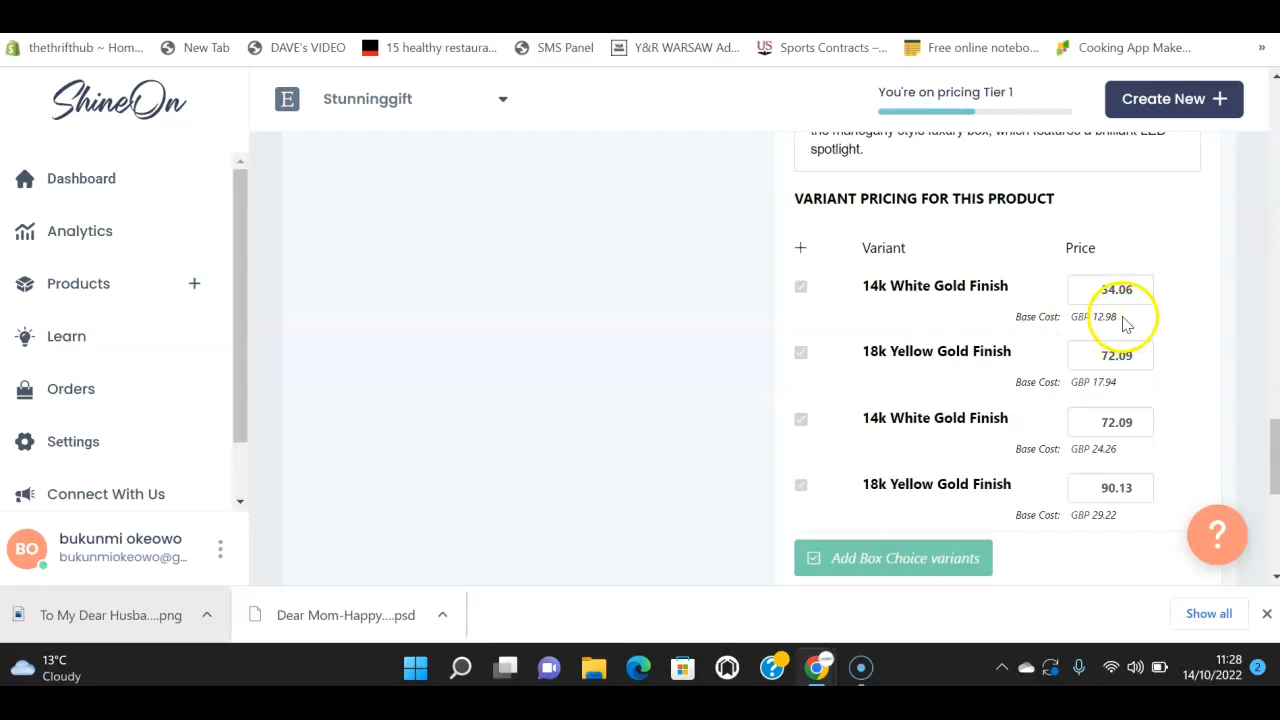 thethrifthub ~ Hom...
New Tab
DAVE's VIDEO
15 healthy restaura...
SMS Panel
Y&R WARSAW Ad...
US
Sports Contracts –...
Free online notebo...
Cooking App Make...
»
ShineOn
E
Stunninggift
You're on pricing Tier 1
Create New +
spotlight.
Dashboard
Analytics
Products +
Learn
Orders
Settings
Connect With Us
VARIANT PRICING FOR THIS PRODUCT
+ Variant Price
14k White Gold Finish 54.06
Base Cost: GBP 12.98
18k Yellow Gold Finish 72.09
Base Cost: GBP 17.94
14k White Gold Finish 72.09
Base Cost: GBP 24.26
18k Yellow Gold Finish 90.13
Base Cost: GBP 29.22
Add Box Choice variants
?
BO
bukunmi okeowo
bukunmiokeowo@g...
To My Dear Husba....png
Dear Mom-Happy....psd
Show all
13°C
Cloudy
11:28
14/10/2022
2